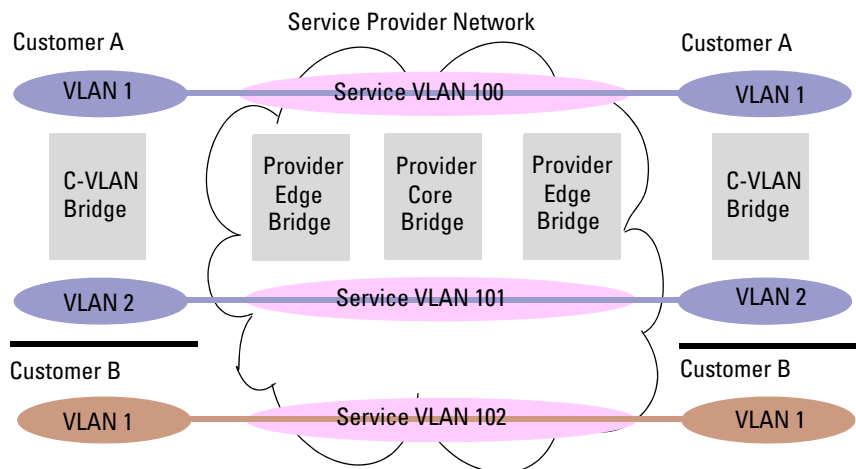 Service Provider Network
Customer A
Customer A
VLAN 1
Service VLAN 100
VLAN 1
C-VLAN
Bridge
Provider
Edge
Bridge
Provider
Core
Bridge
Provider
Edge
Bridge
C-VLAN
Bridge
VLAN 2
Service VLAN 101
VLAN 2
Customer B
Customer B
VLAN 1
Service VLAN 102
VLAN 1